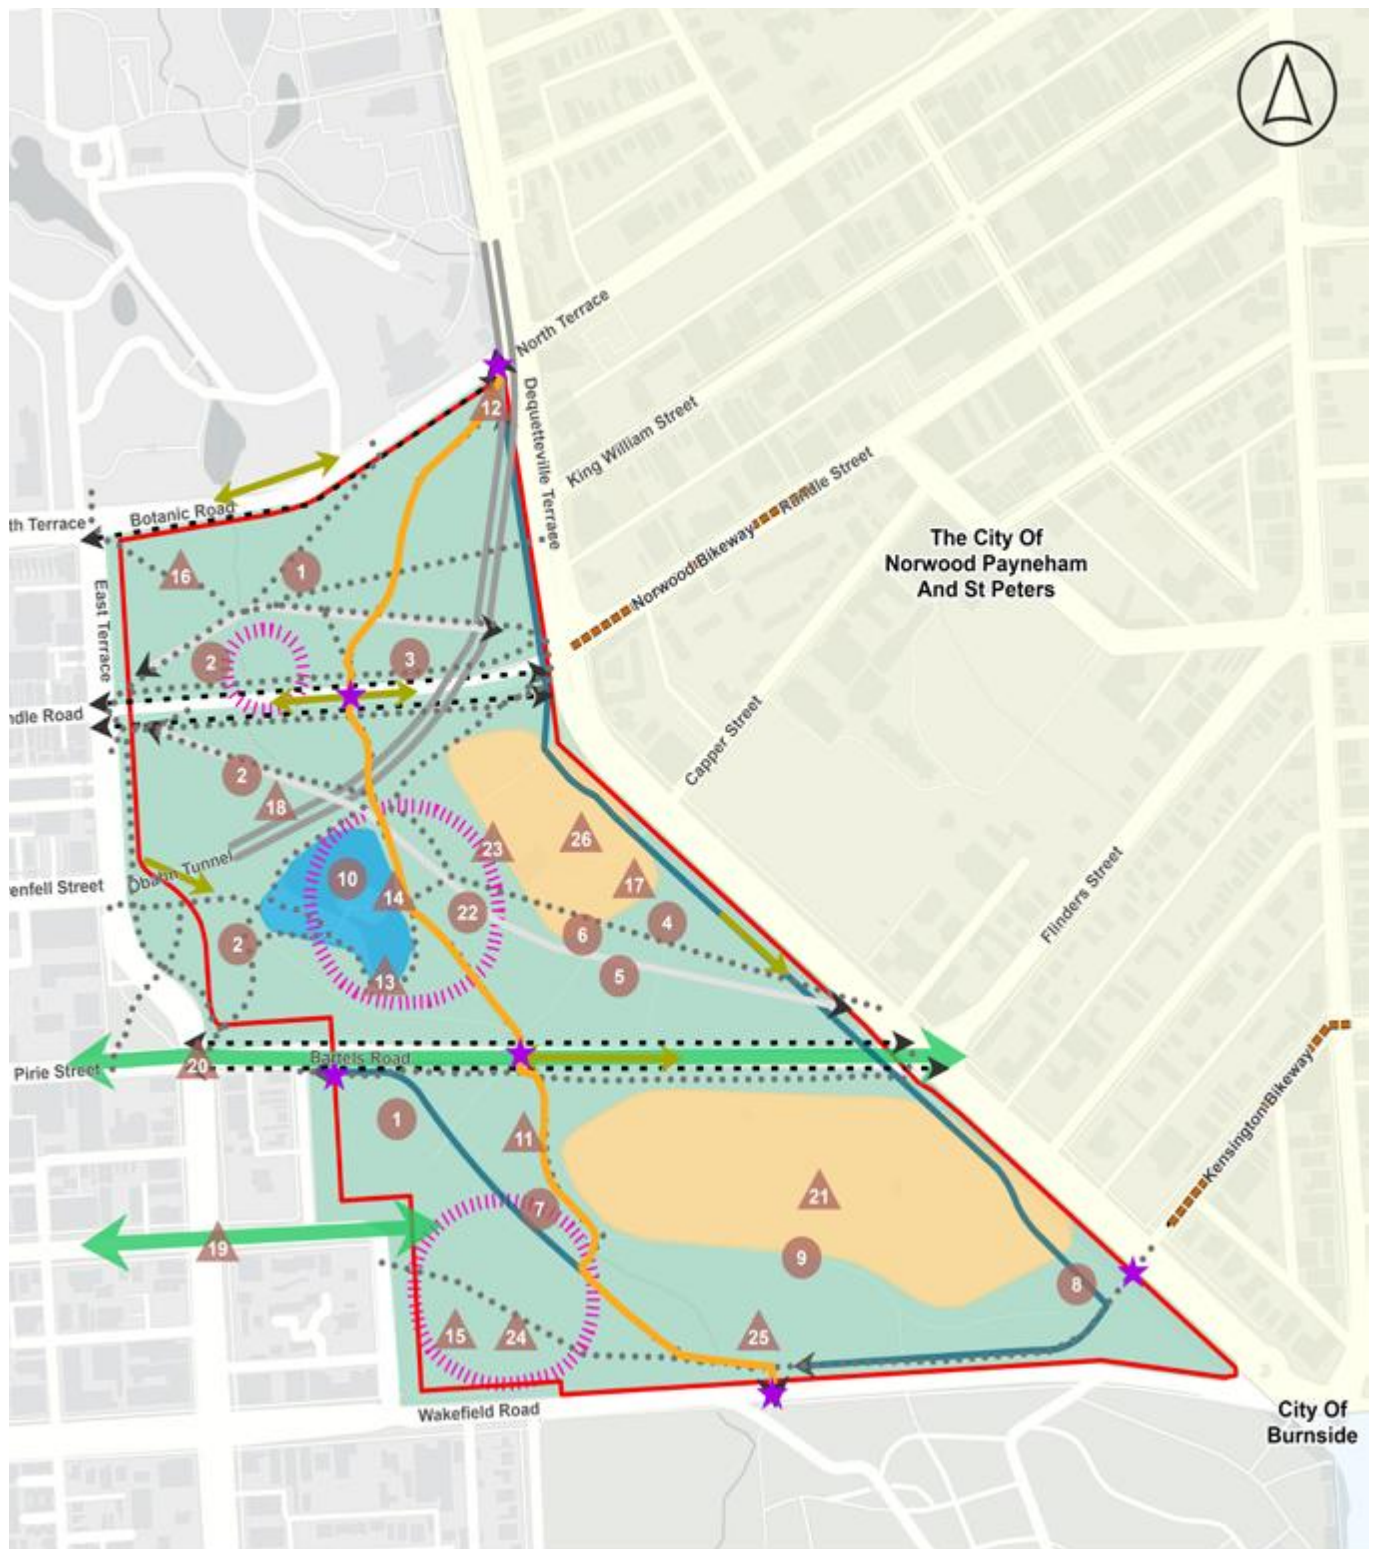 North Terrace
12
Dequetteville Terrace
King William Street
Rundle Street
Norwood Bikeway
th Terrace
Botanic Road
The City Of
Norwood Payneham
And St Peters
16
1
East Terrace
2
3
ndle Road
Capper Street
2
18
23
26
Obahn Tunnel
17
10
enfell Street
14
22
4
Flinders Street
2
6
5
13
Bartels Road
20
Pirie Street
1
11
Kensington Bikeway
21
7
19
9
8
15
24
25
Wakefield Road
City Of
Burnside